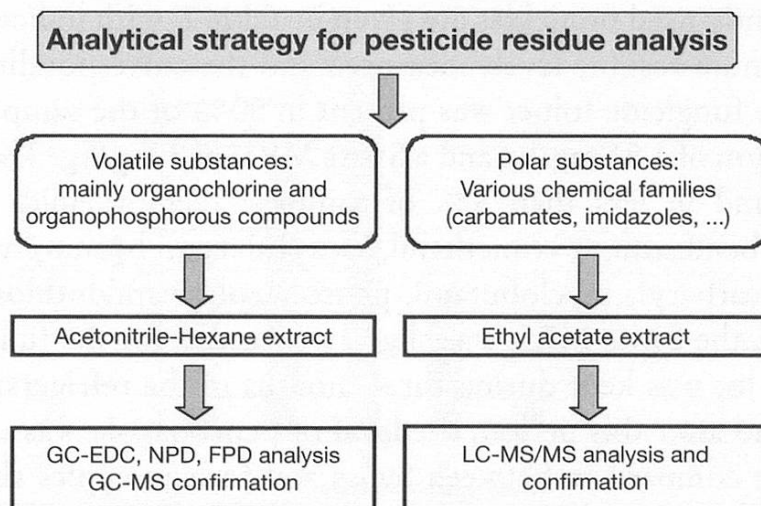 Analytical strategy for pesticide residue analysis
Volatile substances:
mainly organochlorine and
organophosphorous compounds
Polar substances:
Various chemical families
(carbamates, imidazoles, ...)
Acetonitrile-Hexane extract
Ethyl acetate extract
GC-EDC, NPD, FPD analysis
GC-MS confirmation
LC-MS/MS analysis and
confirmation